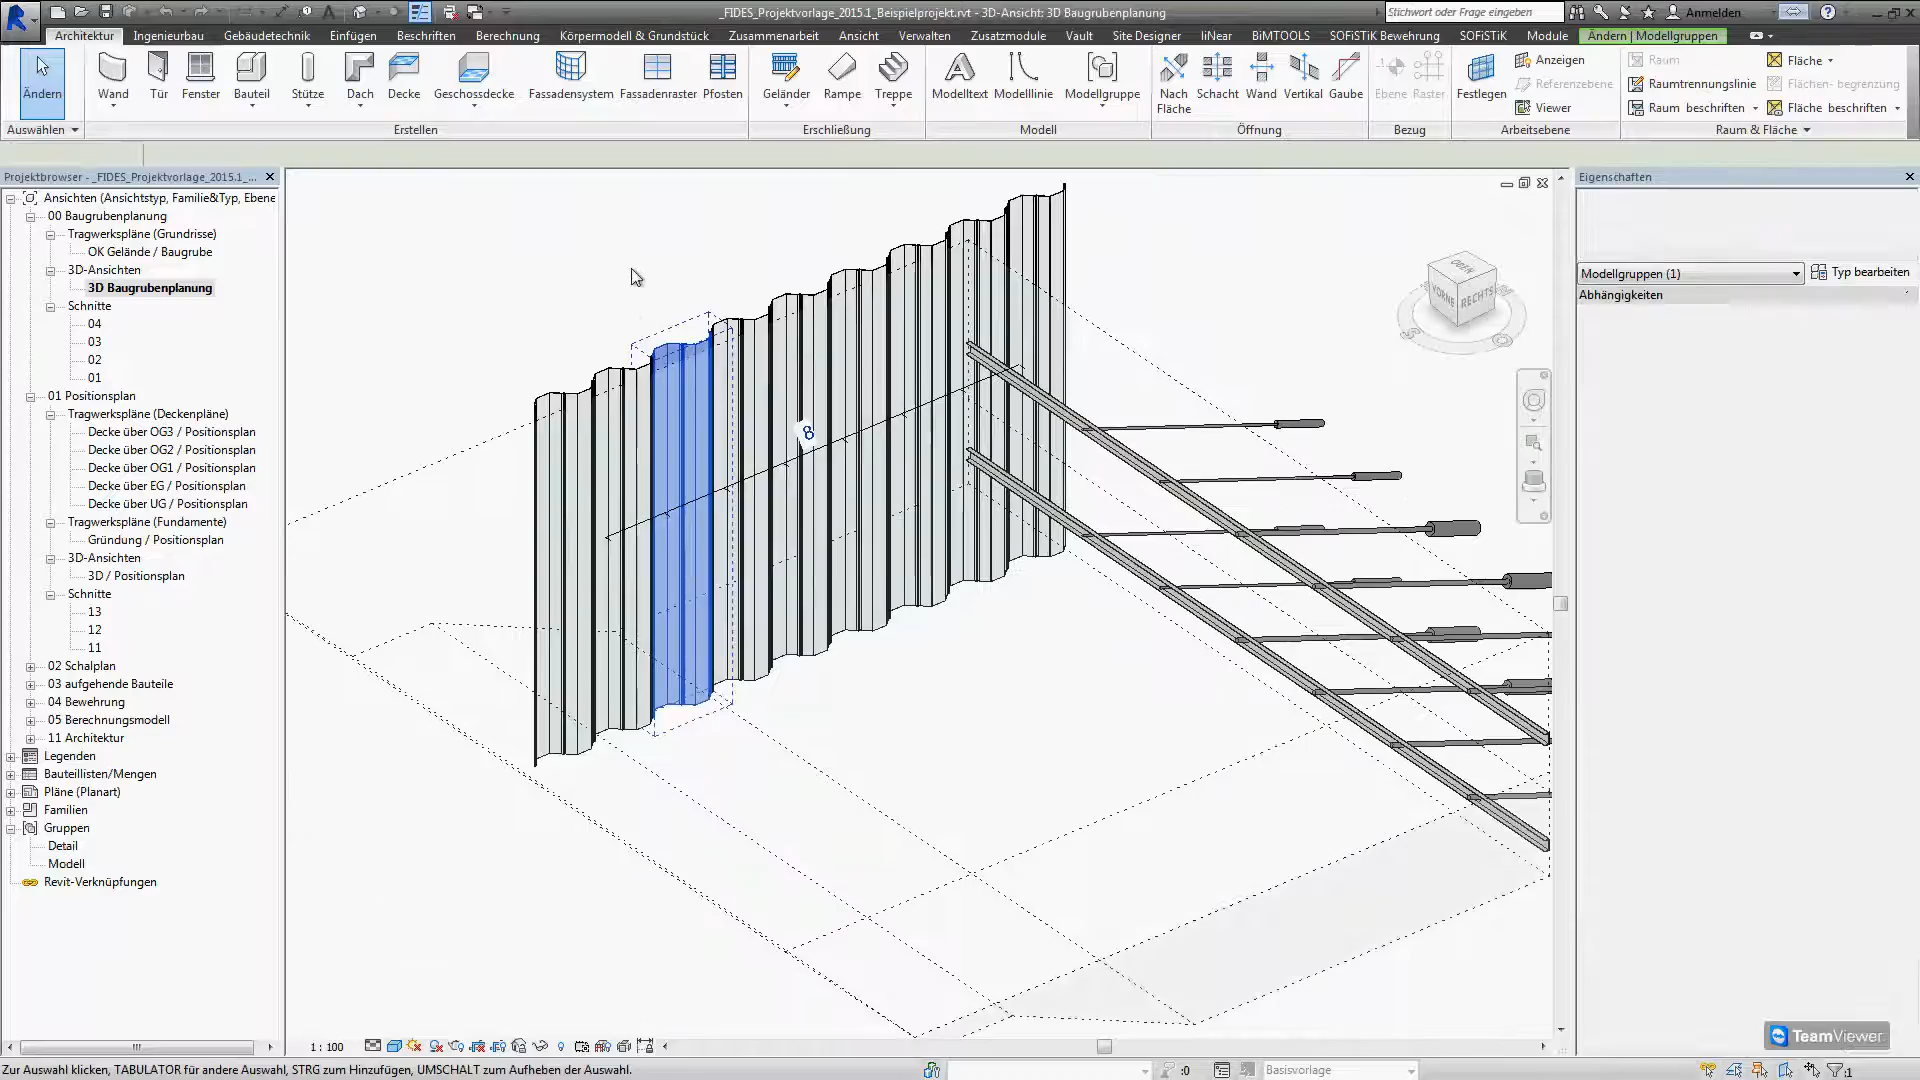 _FIDES_Projektvorlage_2015.1_Beispielprojekt.rvt - 3D-Ansicht: 3D Baugrubenplanung
Stichwort oder Frage eingeben
Anmelden
Architektur Ingenieurbau Gebäudetechnik Einfügen Beschriften Berechnung Körpermodell & Grundstück Zusammenarbeit Ansicht Verwalten Zusatzmodule Vault Site Designer liNear BiMTOOLS SOFiSTiK Bewehrung SOFiSTiK Module Ändern | Modellgruppen
Ändern Wand Tür Fenster Bauteil Stütze Dach Decke Geschossdecke Fassadensystem Fassadenraster Pfosten Geländer Rampe Treppe Modelltext Modelllinie Modellgruppe Nach Fläche Schacht Wand Vertikal Gaube Ebene Raster Festlegen
Anzeigen Raum Fläche
Referenzebene Raumtrennungslinie Flächen- begrenzung
Viewer Raum beschriften Fläche beschriften
Auswählen Erstellen Erschließung Modell Öffnung Bezug Arbeitsebene Raum & Fläche
Projektbrowser - _FIDES_Projektvorlage_2015.1_...
Ansichten (Ansichtstyp, Familie&Typ, Ebene
00 Baugrubenplanung
Tragwerkspläne (Grundrisse)
OK Gelände / Baugrube
3D-Ansichten
3D Baugrubenplanung
Schnitte
04
03
02
01
01 Positionsplan
Tragwerkspläne (Deckenpläne)
Decke über OG3 / Positionsplan
Decke über OG2 / Positionsplan
Decke über OG1 / Positionsplan
Decke über EG / Positionsplan
Decke über UG / Positionsplan
Tragwerkspläne (Fundamente)
Gründung / Positionsplan
3D-Ansichten
3D / Positionsplan
Schnitte
13
12
11
02 Schalplan
03 aufgehende Bauteile
04 Bewehrung
05 Berechnungsmodell
11 Architektur
Legenden
Bauteillisten/Mengen
Pläne (Planart)
Familien
Gruppen
Detail
Modell
Revit-Verknüpfungen
8
OBEN
VORNE
RECHTS
S
Eigenschaften
Modellgruppen (1)
Typ bearbeiten
Abhängigkeiten
1 : 100
TeamViewer
Zur Auswahl klicken, TABULATOR für andere Auswahl, STRG zum Hinzufügen, UMSCHALT zum Aufheben der Auswahl.
:0
Basisvorlage
:1